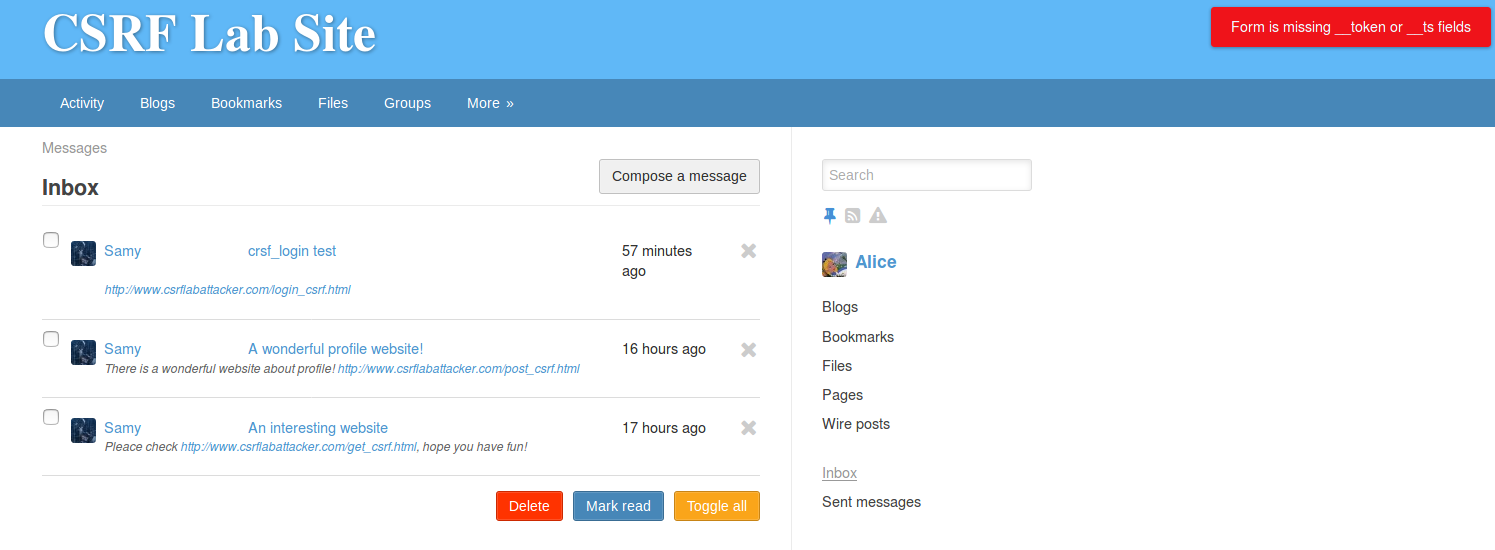 CSRF Lab Site
Form is missing __token or __ts fields
Activity Blogs Bookmarks Files Groups More »
Messages
Inbox
Compose a message
Samy crsf_login test 57 minutes
ago
http://www.csrflabattacker.com/login_csrf.html
Samy A wonderful profile website! 16 hours ago
There is a wonderful website about profile! http://www.csrflabattacker.com/post_csrf.html
Samy An interesting website 17 hours ago
Pleace check http://www.csrflabattacker.com/get_csrf.html, hope you have fun!
Delete Mark read Toggle all
Search
Alice
Blogs
Bookmarks
Files
Pages
Wire posts
Inbox
Sent messages